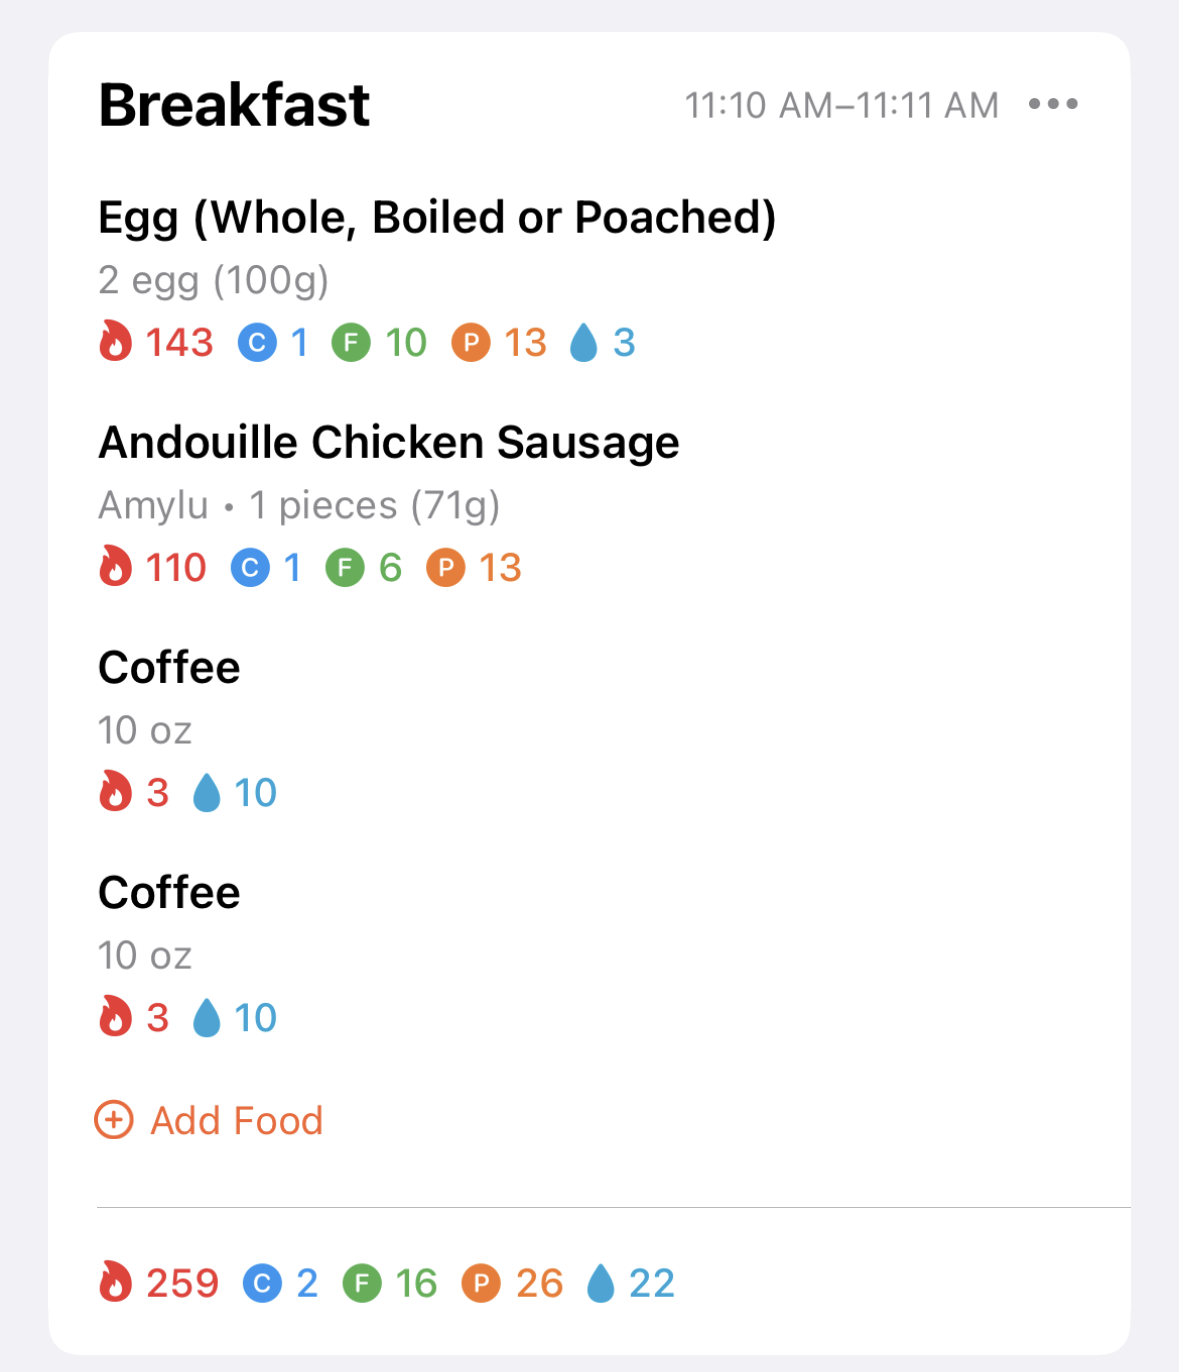 Breakfast
11:10 AM–11:11 AM
Egg (Whole, Boiled or Poached)
2 egg (100g)
143 C 1 F 10 P 13 3
Andouille Chicken Sausage
Amylu • 1 pieces (71g)
110 C 1 F 6 P 13
Coffee
10 oz
3 10
Coffee
10 oz
3 10
Add Food
259 C 2 F 16 P 26 22